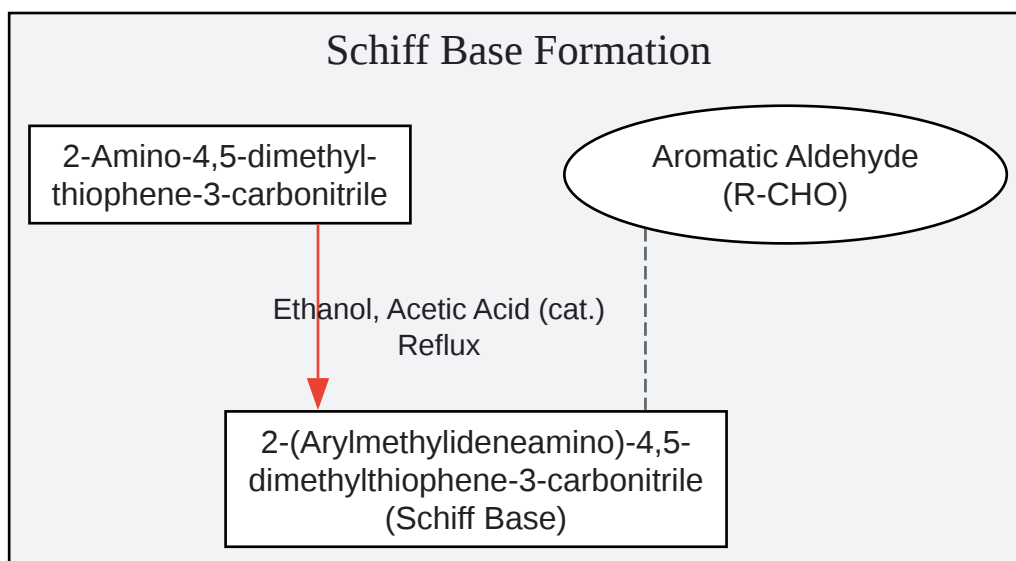 Schiff Base Formation
2-Amino-4,5-dimethyl-
thiophene-3-carbonitrile
Aromatic Aldehyde
(R-CHO)
Ethanol, Acetic Acid (cat.)
Reflux
2-(Arylmethylideneamino)-4,5-
dimethylthiophene-3-carbonitrile
(Schiff Base)